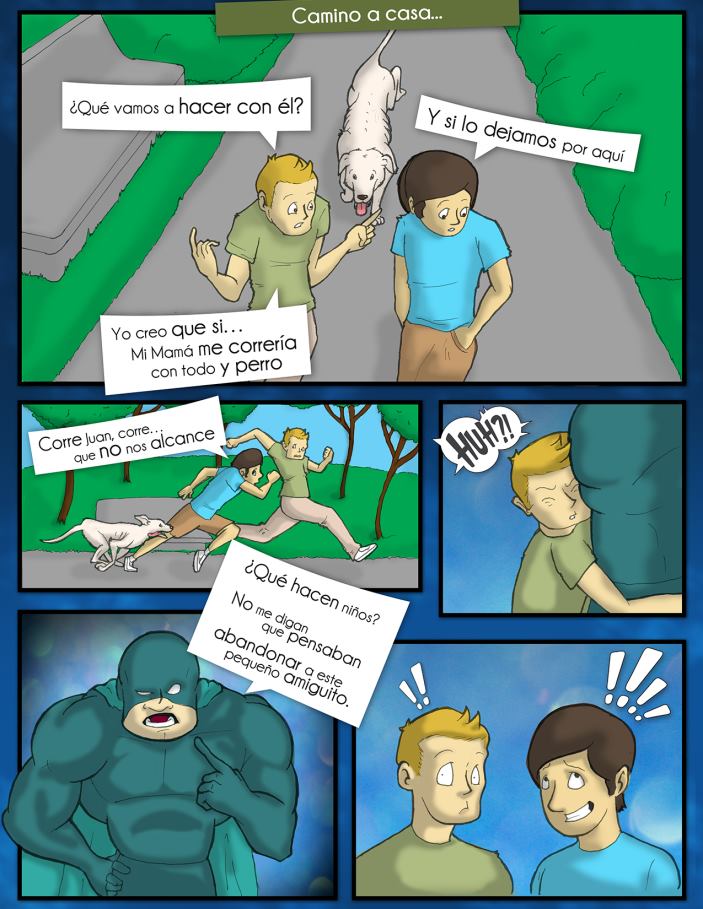 Camino a casa...
¿Qué vamos a hacer con él?
Y si lo dejamos por aquí
Yo creo que si...
Mi Mamá me correría
con todo y perro
Corre Juan, corre...
que no nos alcance
HUH?!
¿Qué hacen niños?
No me digan
que pensaban
abandonar a este
pequeño amiguito.
!!
!!!!